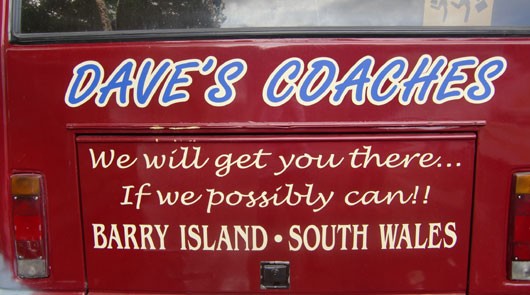 DAVE'S COACHES
We will get you there...
If we possibly can!!
BARRY ISLAND • SOUTH WALES